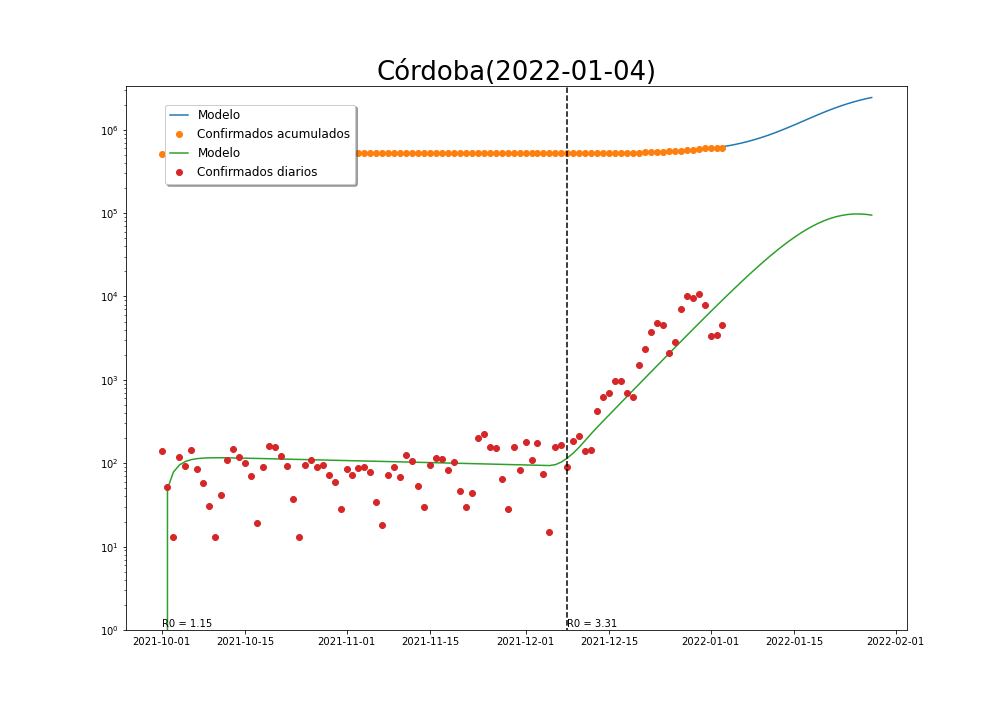 Córdoba(2022-01-04)
Modelo
Confirmados acumulados
Modelo
Confirmados diarios
10^6
10^5
10^4
10^3
10^2
10^1
10^0
R0 = 1.15
R0 = 3.31
2021-10-01 2021-10-15 2021-11-01 2021-11-15 2021-12-01 2021-12-15 2022-01-01 2022-01-15 2022-02-01